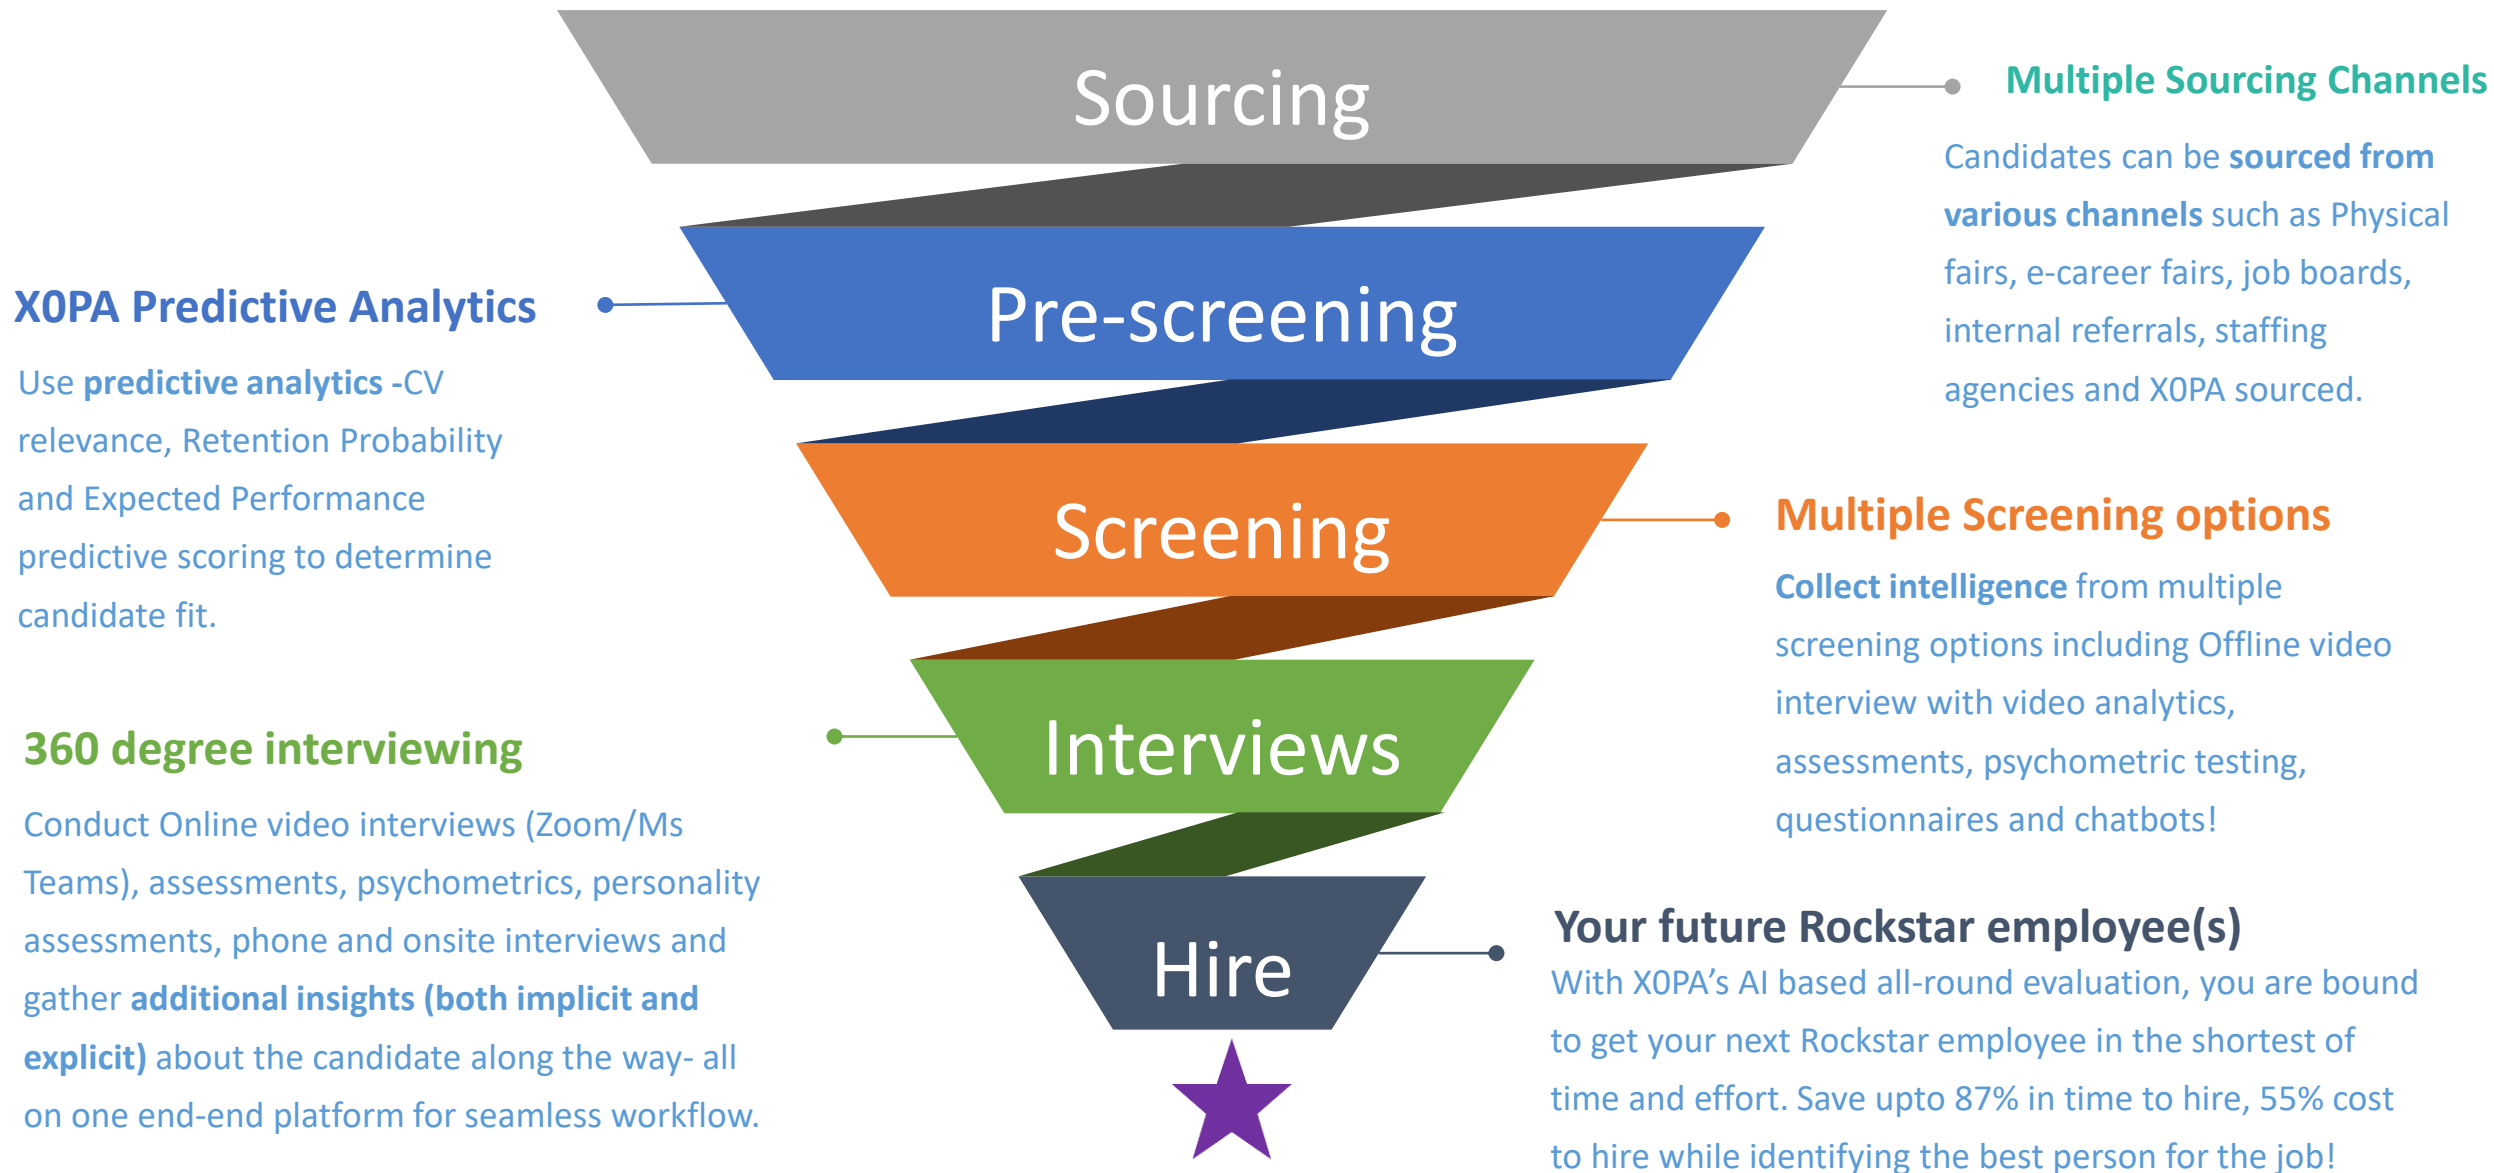 Sourcing
Multiple Sourcing Channels
Candidates can be sourced from
various channels such as Physical
fairs, e-career fairs, job boards,
internal referrals, staffing
agencies and X0PA sourced.
Pre-screening
X0PA Predictive Analytics
Use predictive analytics -CV
relevance, Retention Probability
and Expected Performance
predictive scoring to determine
candidate fit.
Screening
Multiple Screening options
Collect intelligence from multiple
screening options including Offline video
interview with video analytics,
assessments, psychometric testing,
questionnaires and chatbots!
Interviews
360 degree interviewing
Conduct Online video interviews (Zoom/Ms
Teams), assessments, psychometrics, personality
assessments, phone and onsite interviews and
gather additional insights (both implicit and
explicit) about the candidate along the way- all
on one end-end platform for seamless workflow.
Hire
Your future Rockstar employee(s)
With X0PA’s AI based all-round evaluation, you are bound
to get your next Rockstar employee in the shortest of
time and effort. Save upto 87% in time to hire, 55% cost
to hire while identifying the best person for the job!